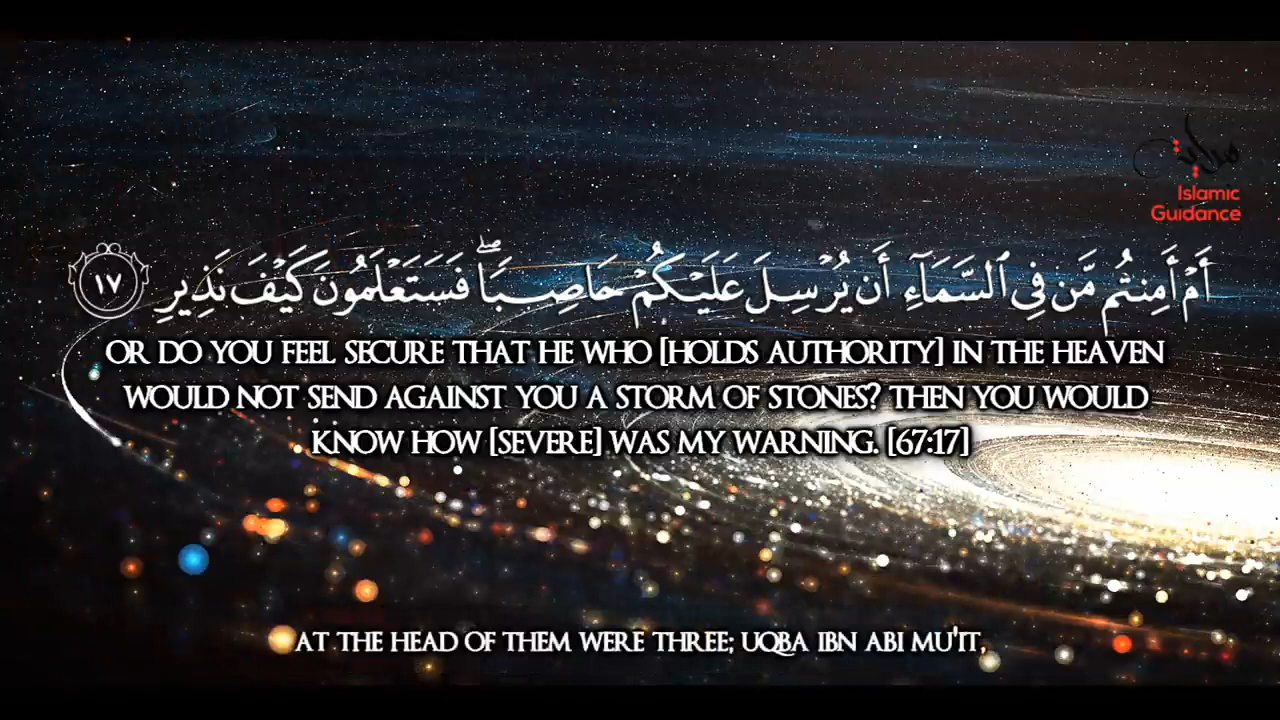 هداية
Islamic
Guidance
أَمْ أَمِنتُم مَّن فِي ٱلسَّمَآءِ أَن يُرْسِلَ عَلَيْكُمْ حَاصِبًاۖ فَسَتَعْلَمُونَ كَيْفَ نَذِيرِ ١٧
OR DO YOU FEEL SECURE THAT HE WHO [HOLDS AUTHORITY] IN THE HEAVEN
WOULD NOT SEND AGAINST YOU A STORM OF STONES? THEN YOU WOULD
KNOW HOW [SEVERE] WAS MY WARNING. [67:17]
AT THE HEAD OF THEM WERE THREE; UQBA IBN ABI MU'IT,